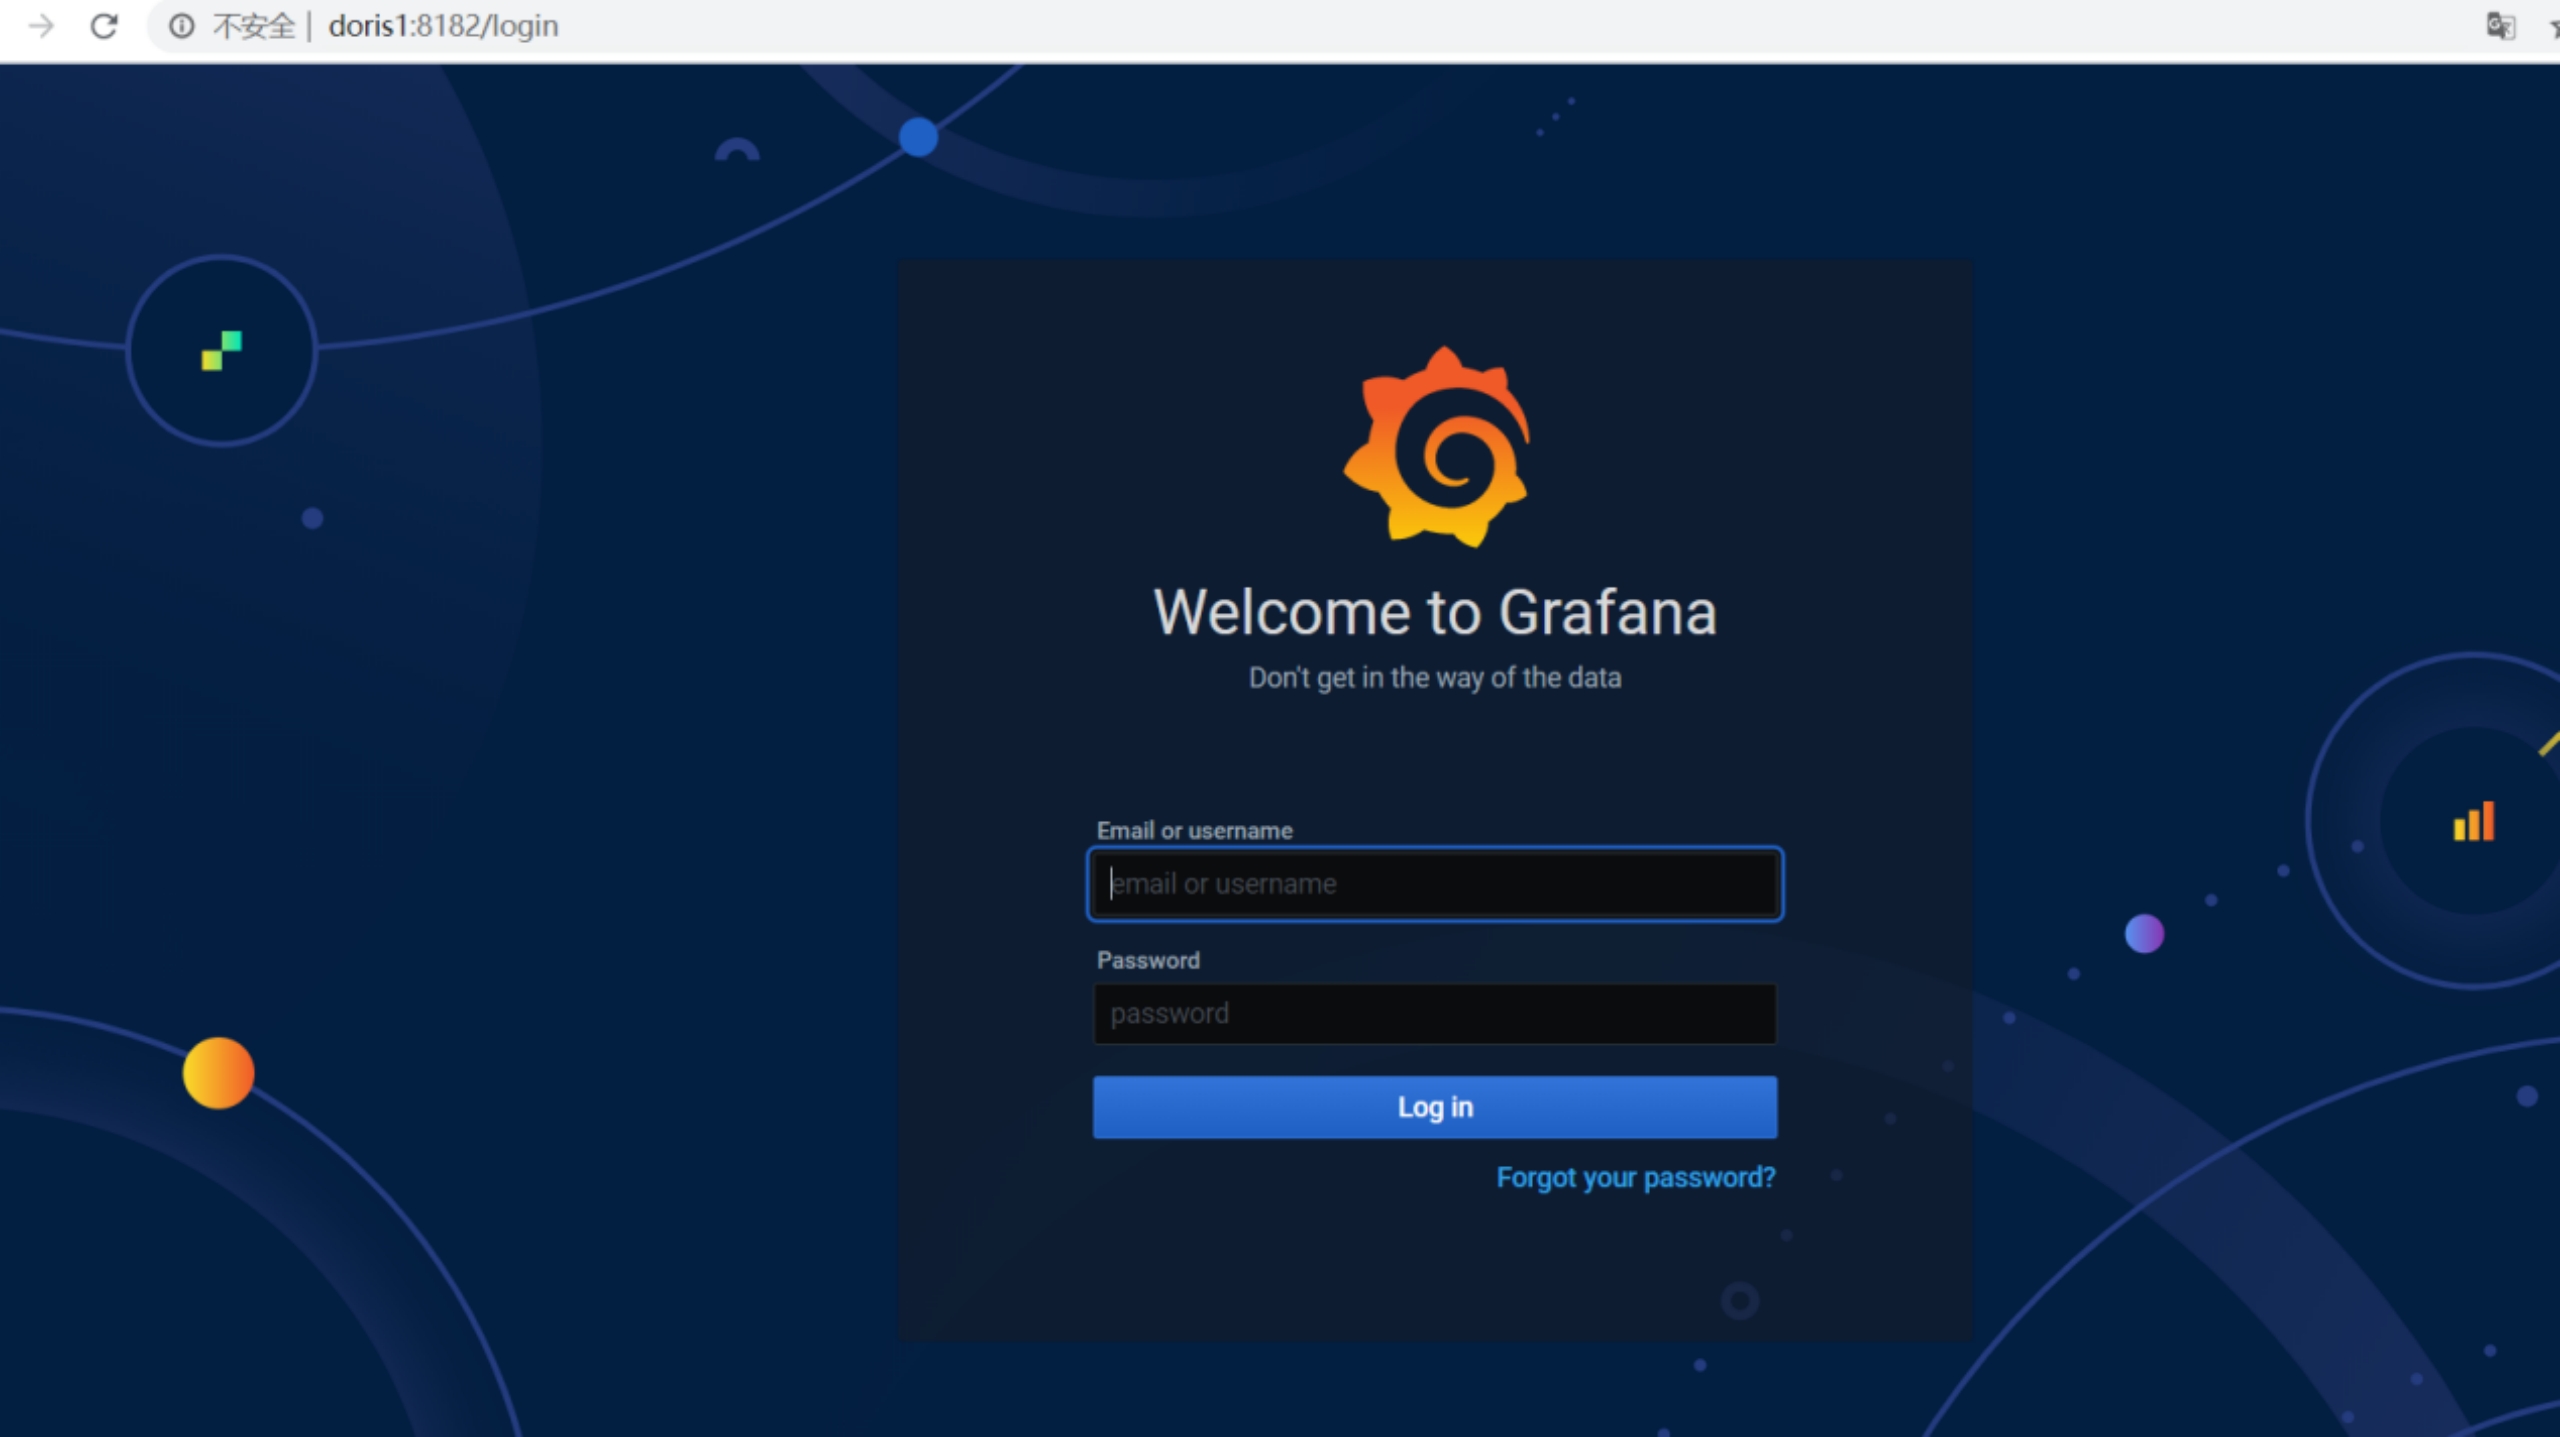 不安全 | doris1:8182/login
Welcome to Grafana
Don't get in the way of the data
Email or username
email or username
Password
password
Log in
Forgot your password?